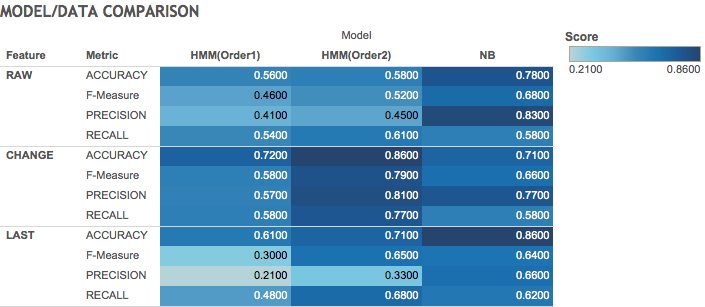 MODEL/DATA COMPARISON
Model
Feature Metric HMM(Order1) HMM(Order2) NB
RAW ACCURACY 0.5600 0.5800 0.7800
F-Measure 0.4600 0.5200 0.6800
PRECISION 0.4100 0.4500 0.8300
RECALL 0.5400 0.6100 0.5800
CHANGE ACCURACY 0.7200 0.8600 0.7100
F-Measure 0.5800 0.7900 0.6600
PRECISION 0.5700 0.8100 0.7700
RECALL 0.5800 0.7700 0.5800
LAST ACCURACY 0.6100 0.7100 0.8600
F-Measure 0.3000 0.6500 0.6400
PRECISION 0.2100 0.3300 0.6600
RECALL 0.4800 0.6800 0.6200
Score
0.2100 0.8600